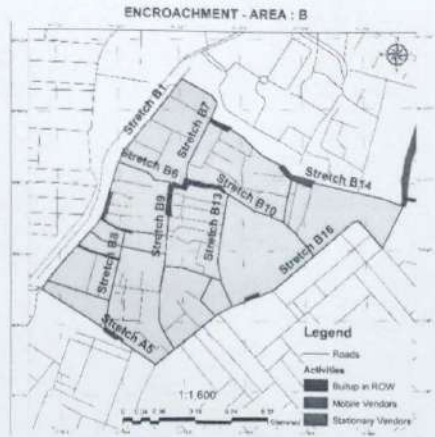 ENCROACHMENT - AREA : B
Stretch B1
Stretch B7
Stretch B6
Stretch B14
Stretch B9
Stretch B13
Stretch B10
Stretch B8
Stretch B16
Stretch A5
Legend
Roads
Activities
Builtup in ROW
Mobile Vendors
Stationary Vendors
1:1,600